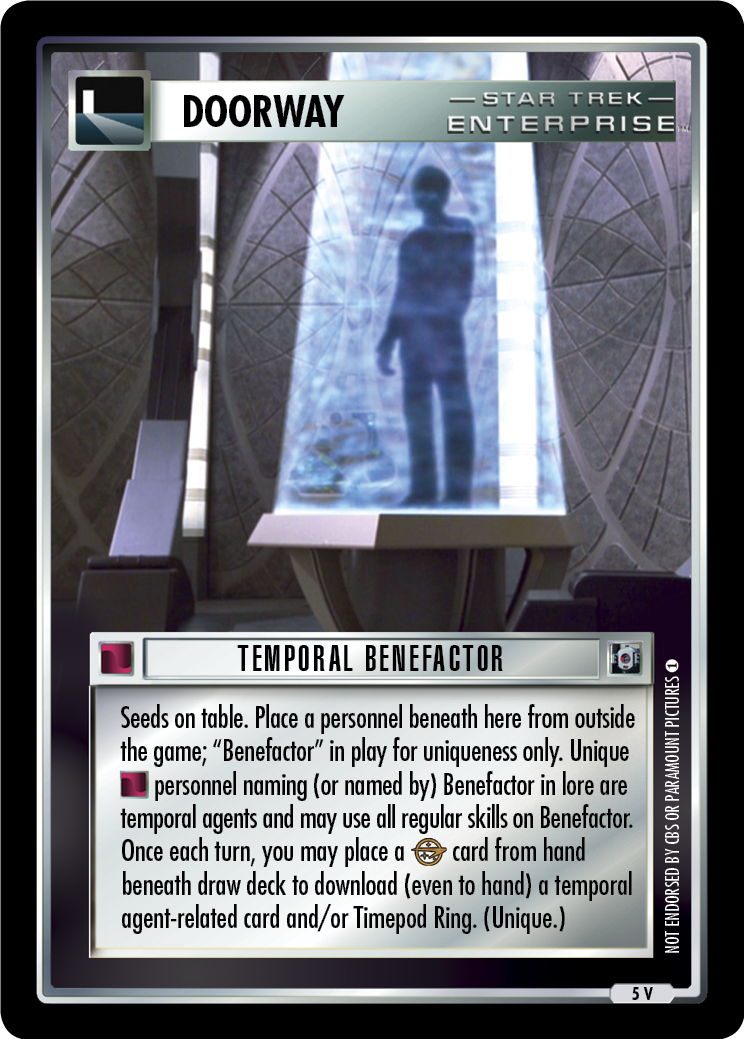 DOORWAY
STAR TREK
ENTERPRISE™
TEMPORAL BENEFACTOR
Seeds on table. Place a personnel beneath here from outside
the game; “Benefactor” in play for uniqueness only. Unique
personnel naming (or named by) Benefactor in lore are
temporal agents and may use all regular skills on Benefactor.
Once each turn, you may place a card from hand
beneath draw deck to download (even to hand) a temporal
agent-related card and/or Timepod Ring. (Unique.)
NOT ENDORSED BY CBS OR PARAMOUNT PICTURES 1
5 V